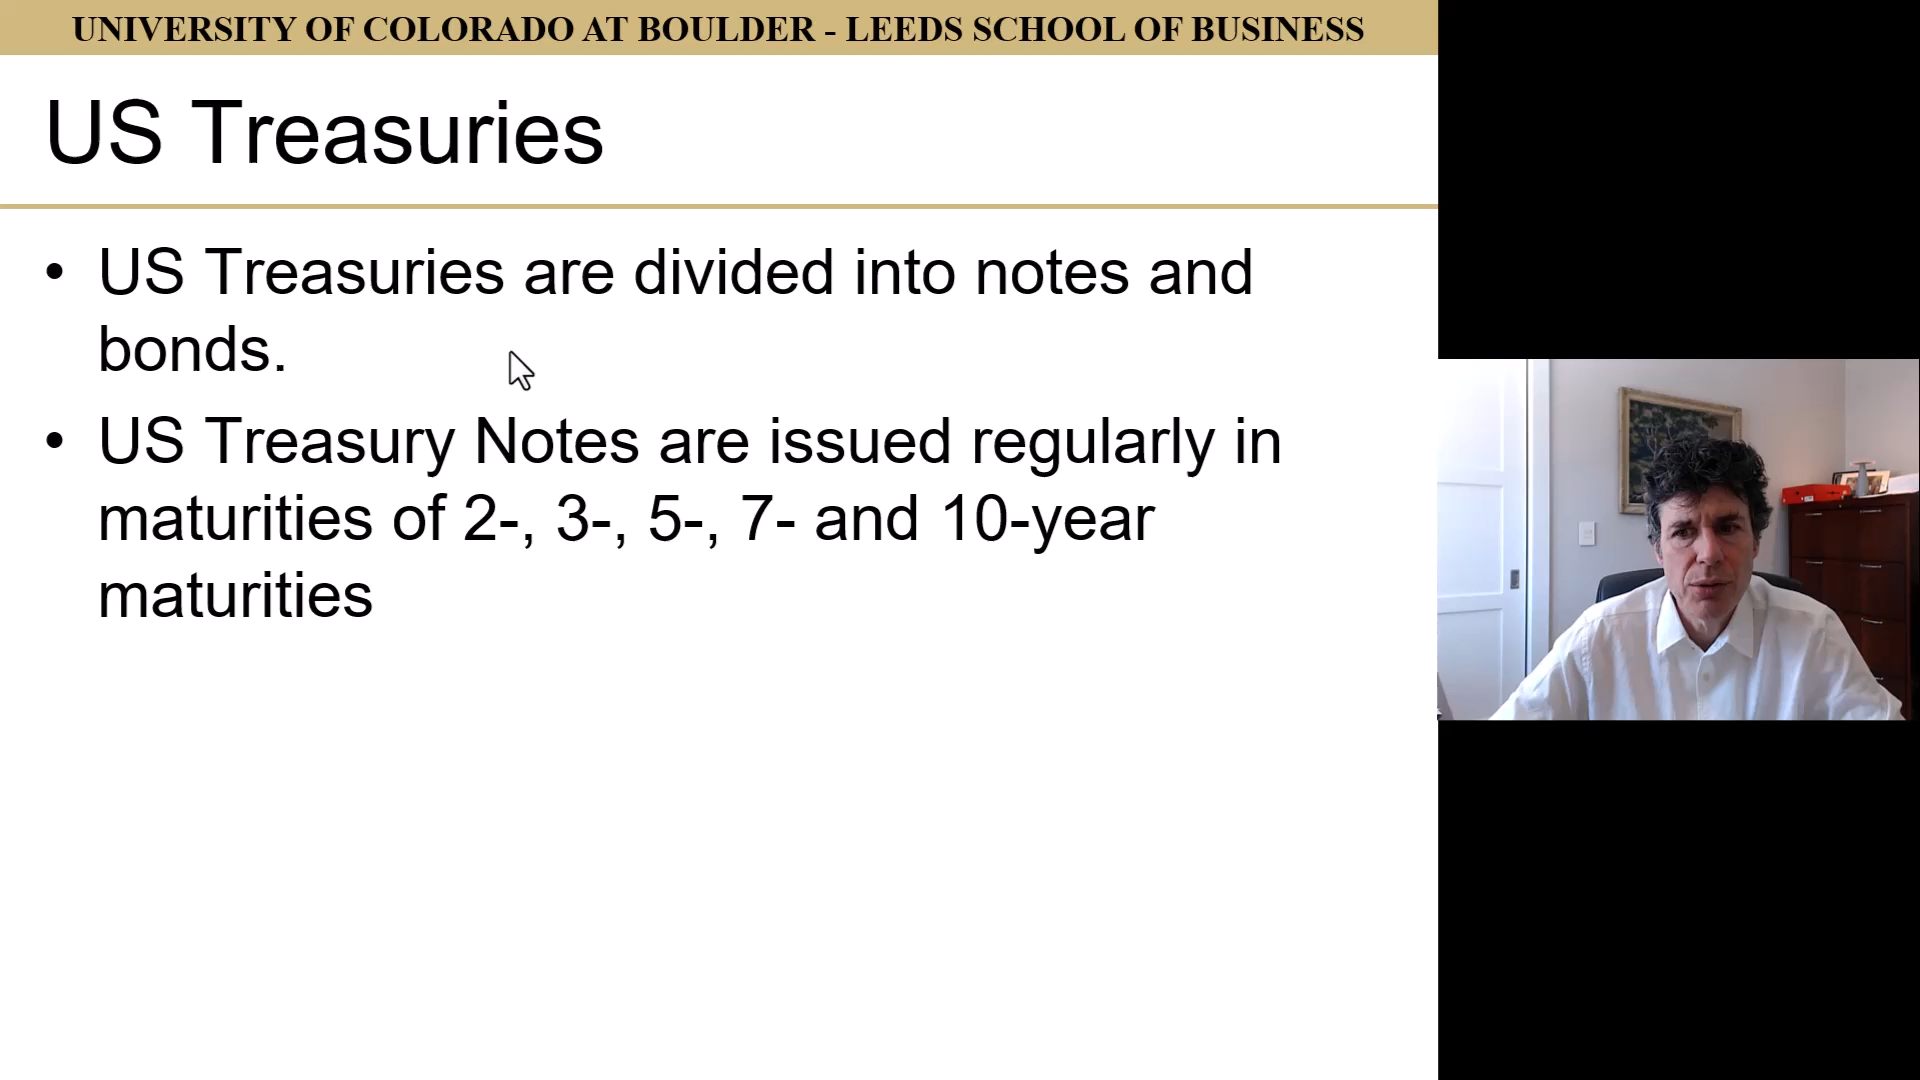 UNIVERSITY OF COLORADO AT BOULDER - LEEDS SCHOOL OF BUSINESS
US Treasuries
• US Treasuries are divided into notes and
bonds.
• US Treasury Notes are issued regularly in
maturities of 2-, 3-, 5-, 7- and 10-year
maturities